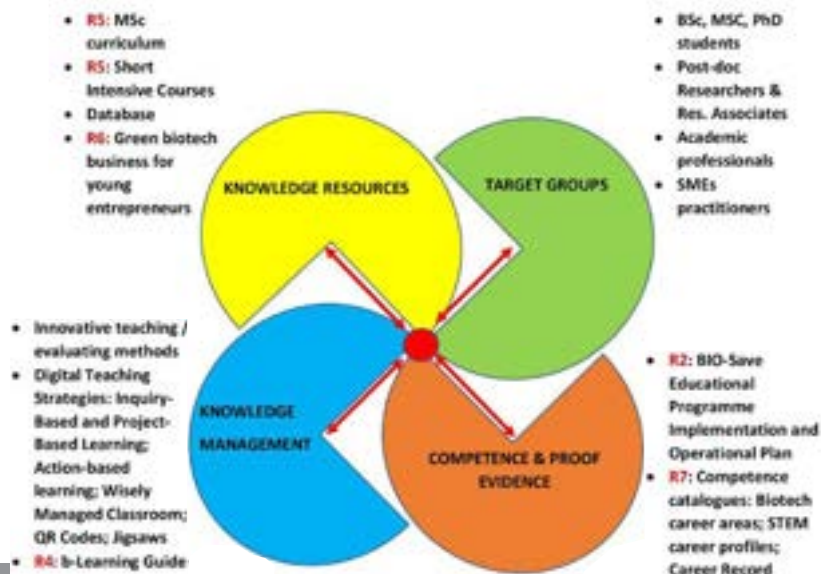 • R5: MSc
curriculum
• R5: Short
Intensive Courses
• Database
• R6: Green biotech
business for
young
entrepreneurs
• BSc, MSC, PhD
students
• Post-doc
Researchers &
Res. Associates
• Academic
professionals
• SMEs
practitioners
KNOWLEDGE RESOURCES
TARGET GROUPS
• Innovative teaching /
evaluating methods
• Digital Teaching
Strategies: Inquiry-
Based and Project-
Based Learning;
Action-based
learning; Wisely
Managed Classroom;
QR Codes; Jigsaws
• R4: b-Learning Guide
KNOWLEDGE
MANAGEMENT
COMPETENCE & PROOF
EVIDENCE
• R2: BIO-Save
Educational
Programme
Implementation and
Operational Plan
• R7: Competence
catalogues: Biotech
career areas; STEM
career profiles;
Career Record